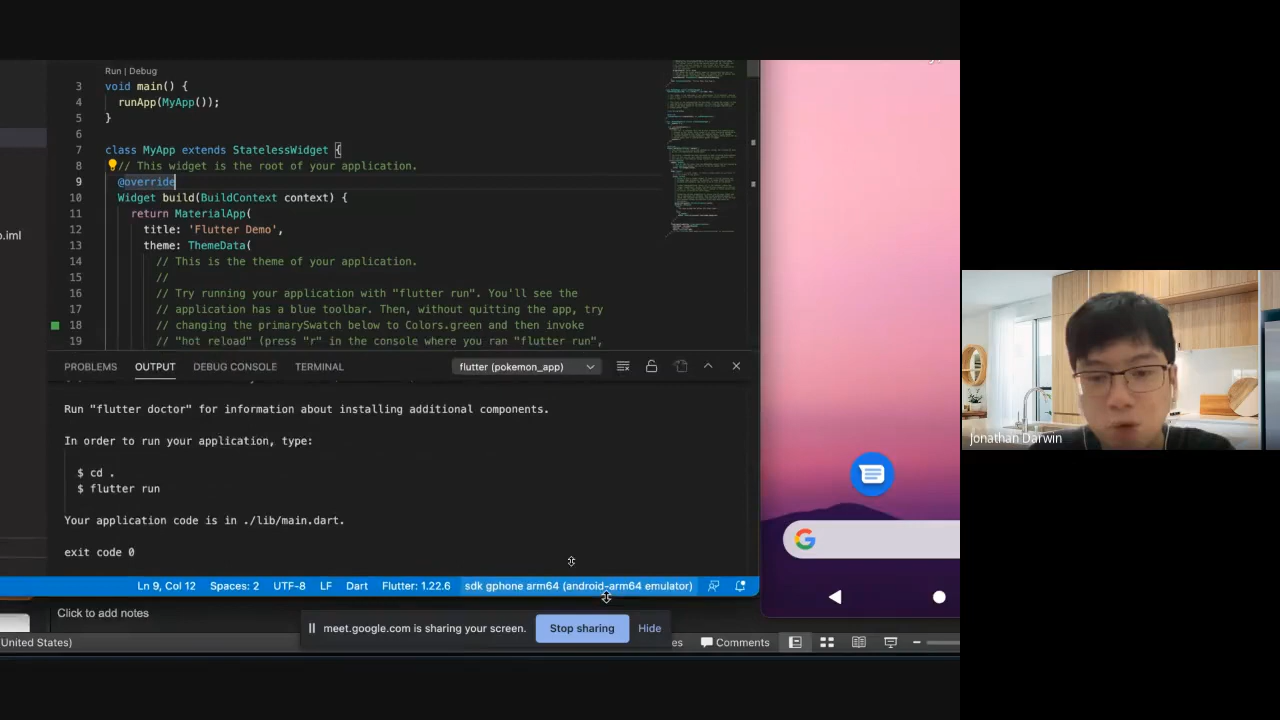 Run | Debug
3 void main() {
4 runApp(MyApp());
5 }
6
7 class MyApp extends StatelessWidget {
8 // This widget is the root of your application.
9 @override
10 Widget build(BuildContext context) {
11 return MaterialApp(
12 title: 'Flutter Demo',
13 theme: ThemeData(
14 // This is the theme of your application.
15 //
16 // Try running your application with "flutter run". You'll see the
17 // application has a blue toolbar. Then, without quitting the app, try
18 // changing the primarySwatch below to Colors.green and then invoke
19 // "hot reload" (press "r" in the console where you ran "flutter run",
o.iml
PROBLEMS OUTPUT DEBUG CONSOLE TERMINAL flutter (pokemon_app)
Run "flutter doctor" for information about installing additional components.
In order to run your application, type:
$ cd .
$ flutter run
Your application code is in ./lib/main.dart.
exit code 0
Ln 9, Col 12 Spaces: 2 UTF-8 LF Dart Flutter: 1.22.6 sdk gphone arm64 (android-arm64 emulator)
Click to add notes
meet.google.com is sharing your screen. Stop sharing Hide
United States) es Comments
Jonathan Darwin